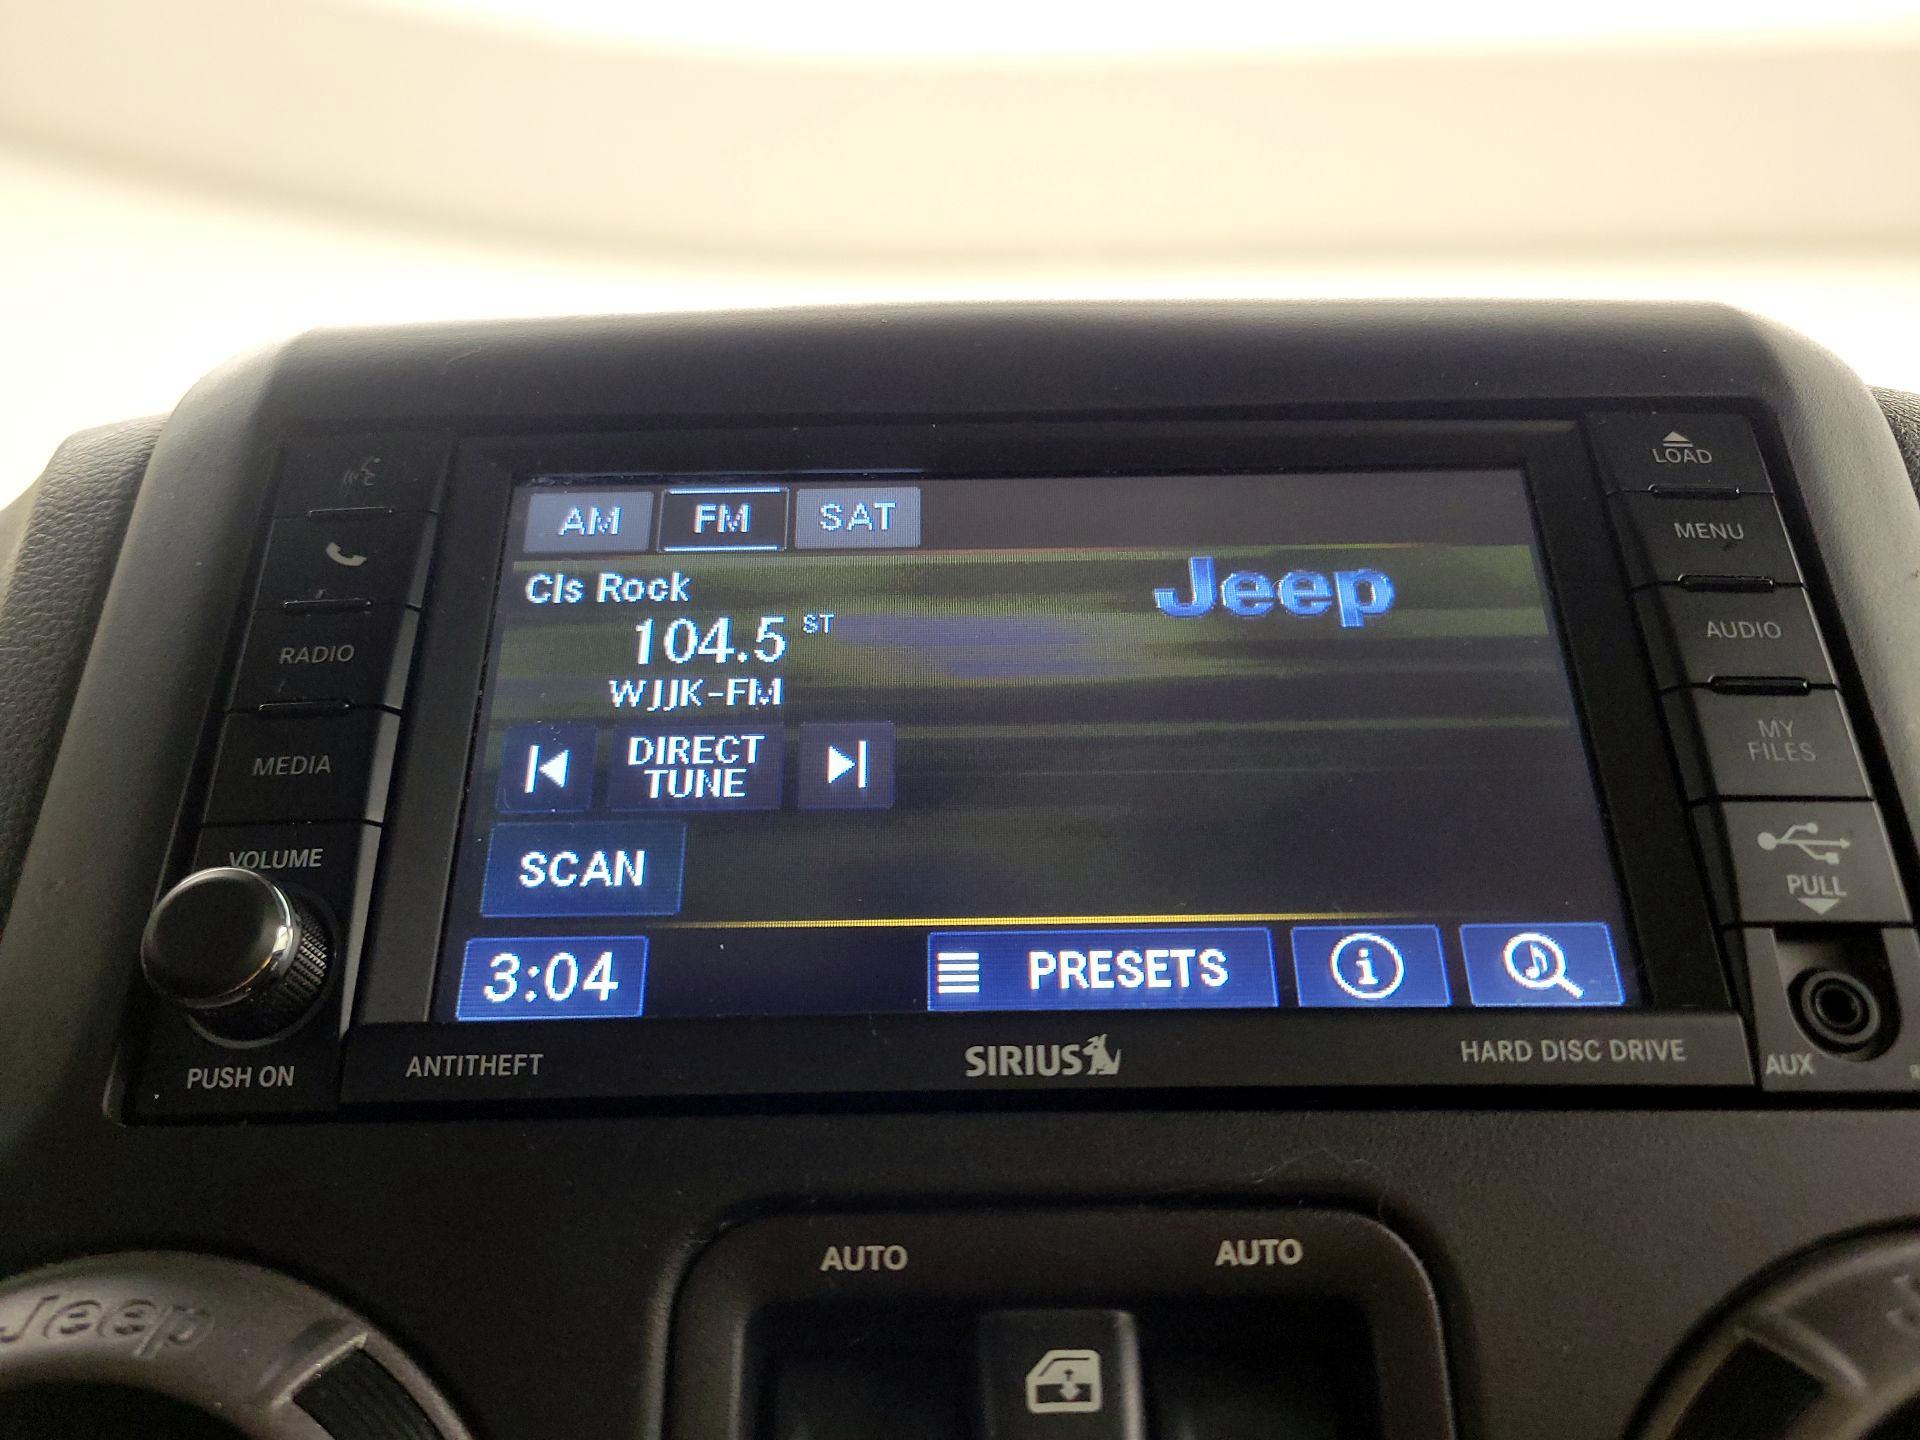 LOAD
MENU
AUDIO
MY
FILES
PULL
AUX
RADIO
MEDIA
VOLUME
PUSH ON
AM FM SAT
Cls Rock
Jeep
104.5 ST
WJJK-FM
DIRECT
TUNE
SCAN
3:04
PRESETS
i
ANTITHEFT
SIRIUS
HARD DISC DRIVE
AUTO AUTO
Jeep